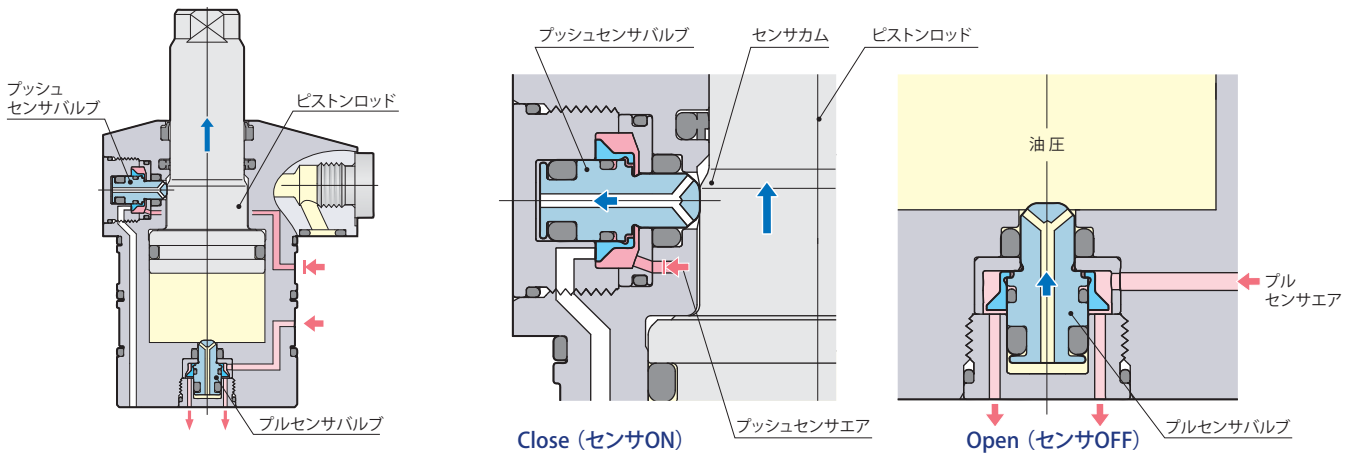 プッシュ
センサバルブ
ピストンロッド
プルセンサバルブ
プッシュセンサバルブ
センサカム
ピストンロッド
プッシュセンサエア
Close（センサON）
油圧
プル
センサエア
プルセンサバルブ
Open（センサOFF）